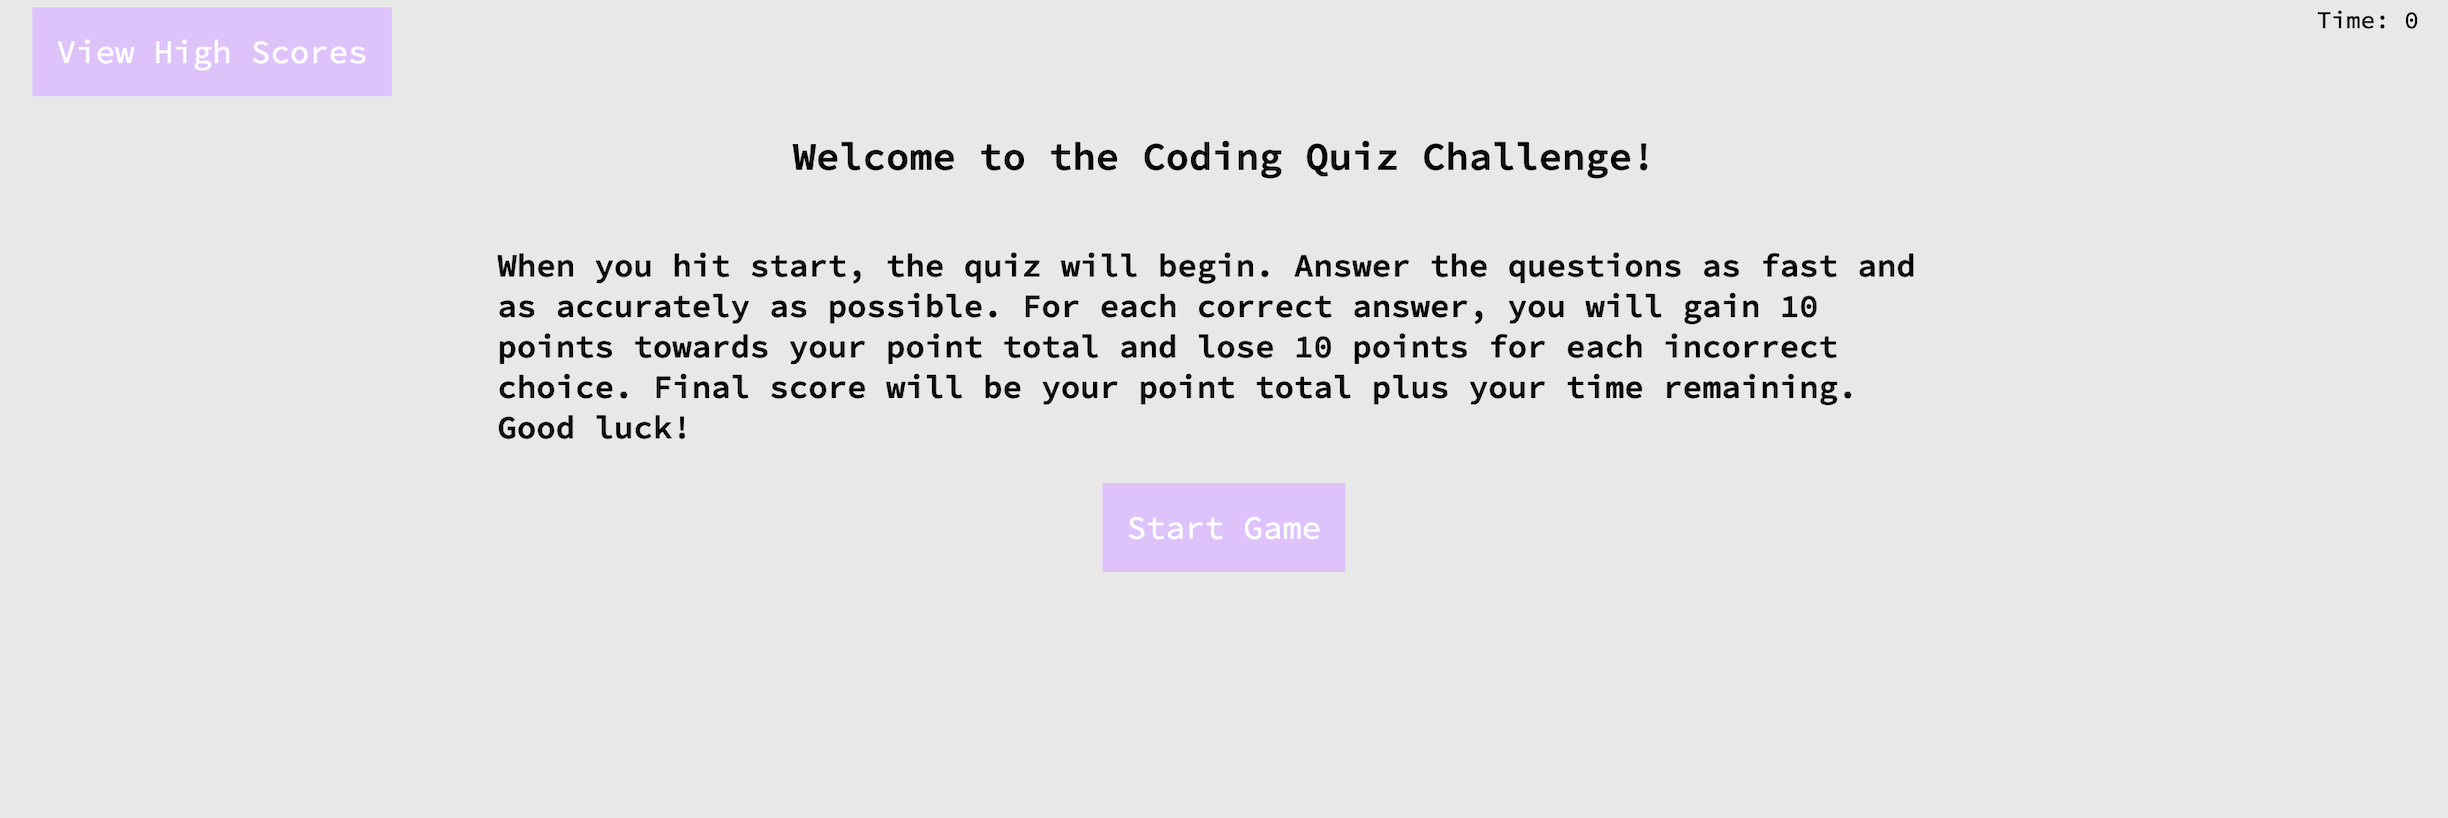 View High Scores
Time: 0
Welcome to the Coding Quiz Challenge!
When you hit start, the quiz will begin. Answer the questions as fast and
as accurately as possible. For each correct answer, you will gain 10
points towards your point total and lose 10 points for each incorrect
choice. Final score will be your point total plus your time remaining.
Good luck!
Start Game